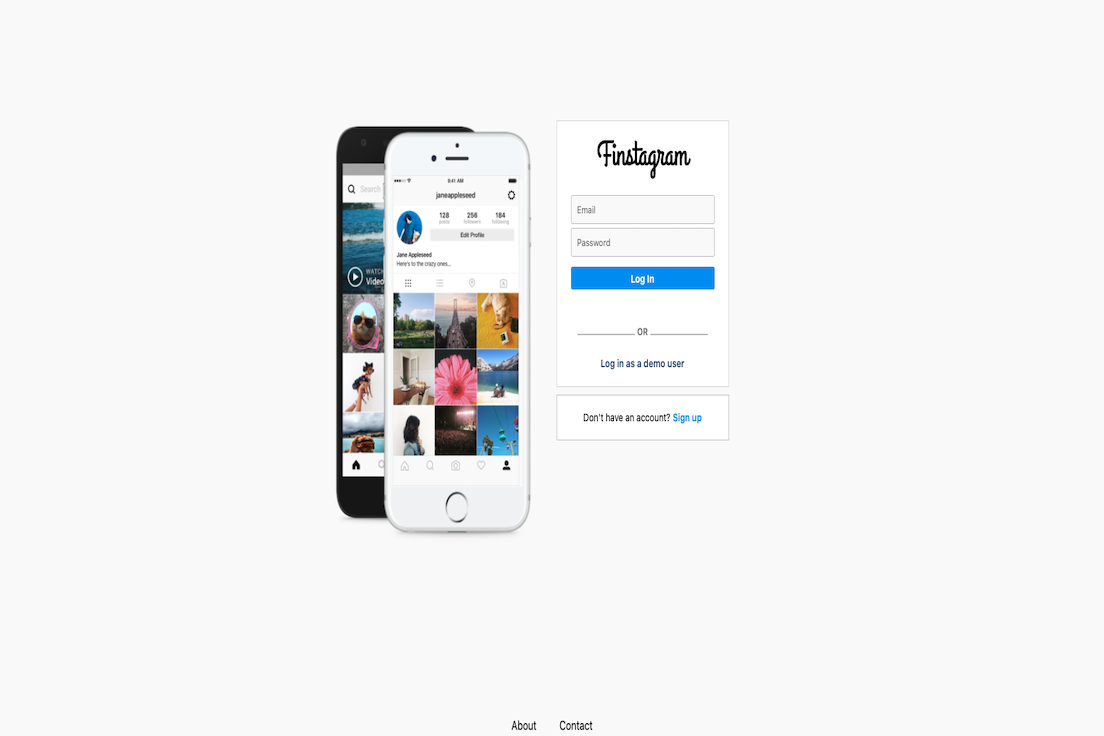 Finstagram
Email
Password
Log In
OR
Log in as a demo user
Don't have an account? Sign up
Search
WATCH
Video
9:41 AM
janeappleseed
128 256 184
posts followers following
Edit Profile
Jane Appleseed
Here's to the crazy ones...
About Contact